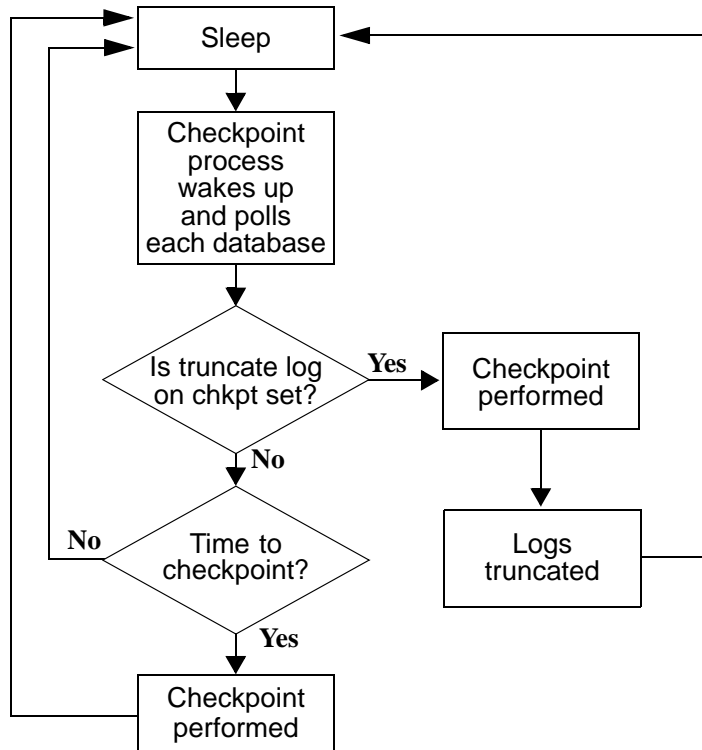 Sleep
Checkpoint
process
wakes up
and polls
each database
Is truncate log
on chkpt set?
Yes
Checkpoint
performed
No
Logs
truncated
Time to
checkpoint?
No
Yes
Checkpoint
performed